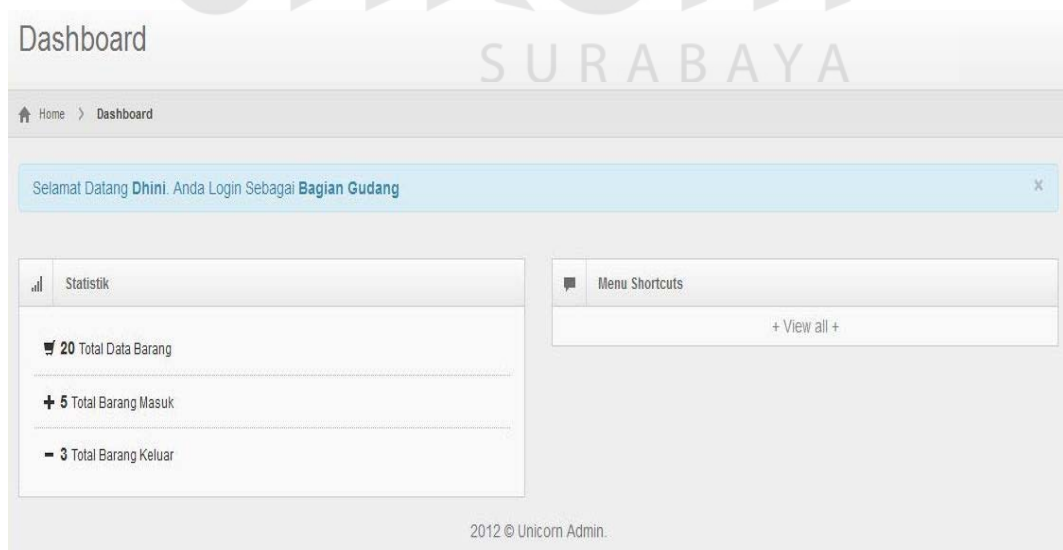 Dashboard
SURABAYA
Home > Dashboard
Selamat Datang Dhini. Anda Login Sebagai Bagian Gudang x
Statistik
20 Total Data Barang
5 Total Barang Masuk
3 Total Barang Keluar
Menu Shortcuts
+ View all +
2012 © Unicorn Admin.